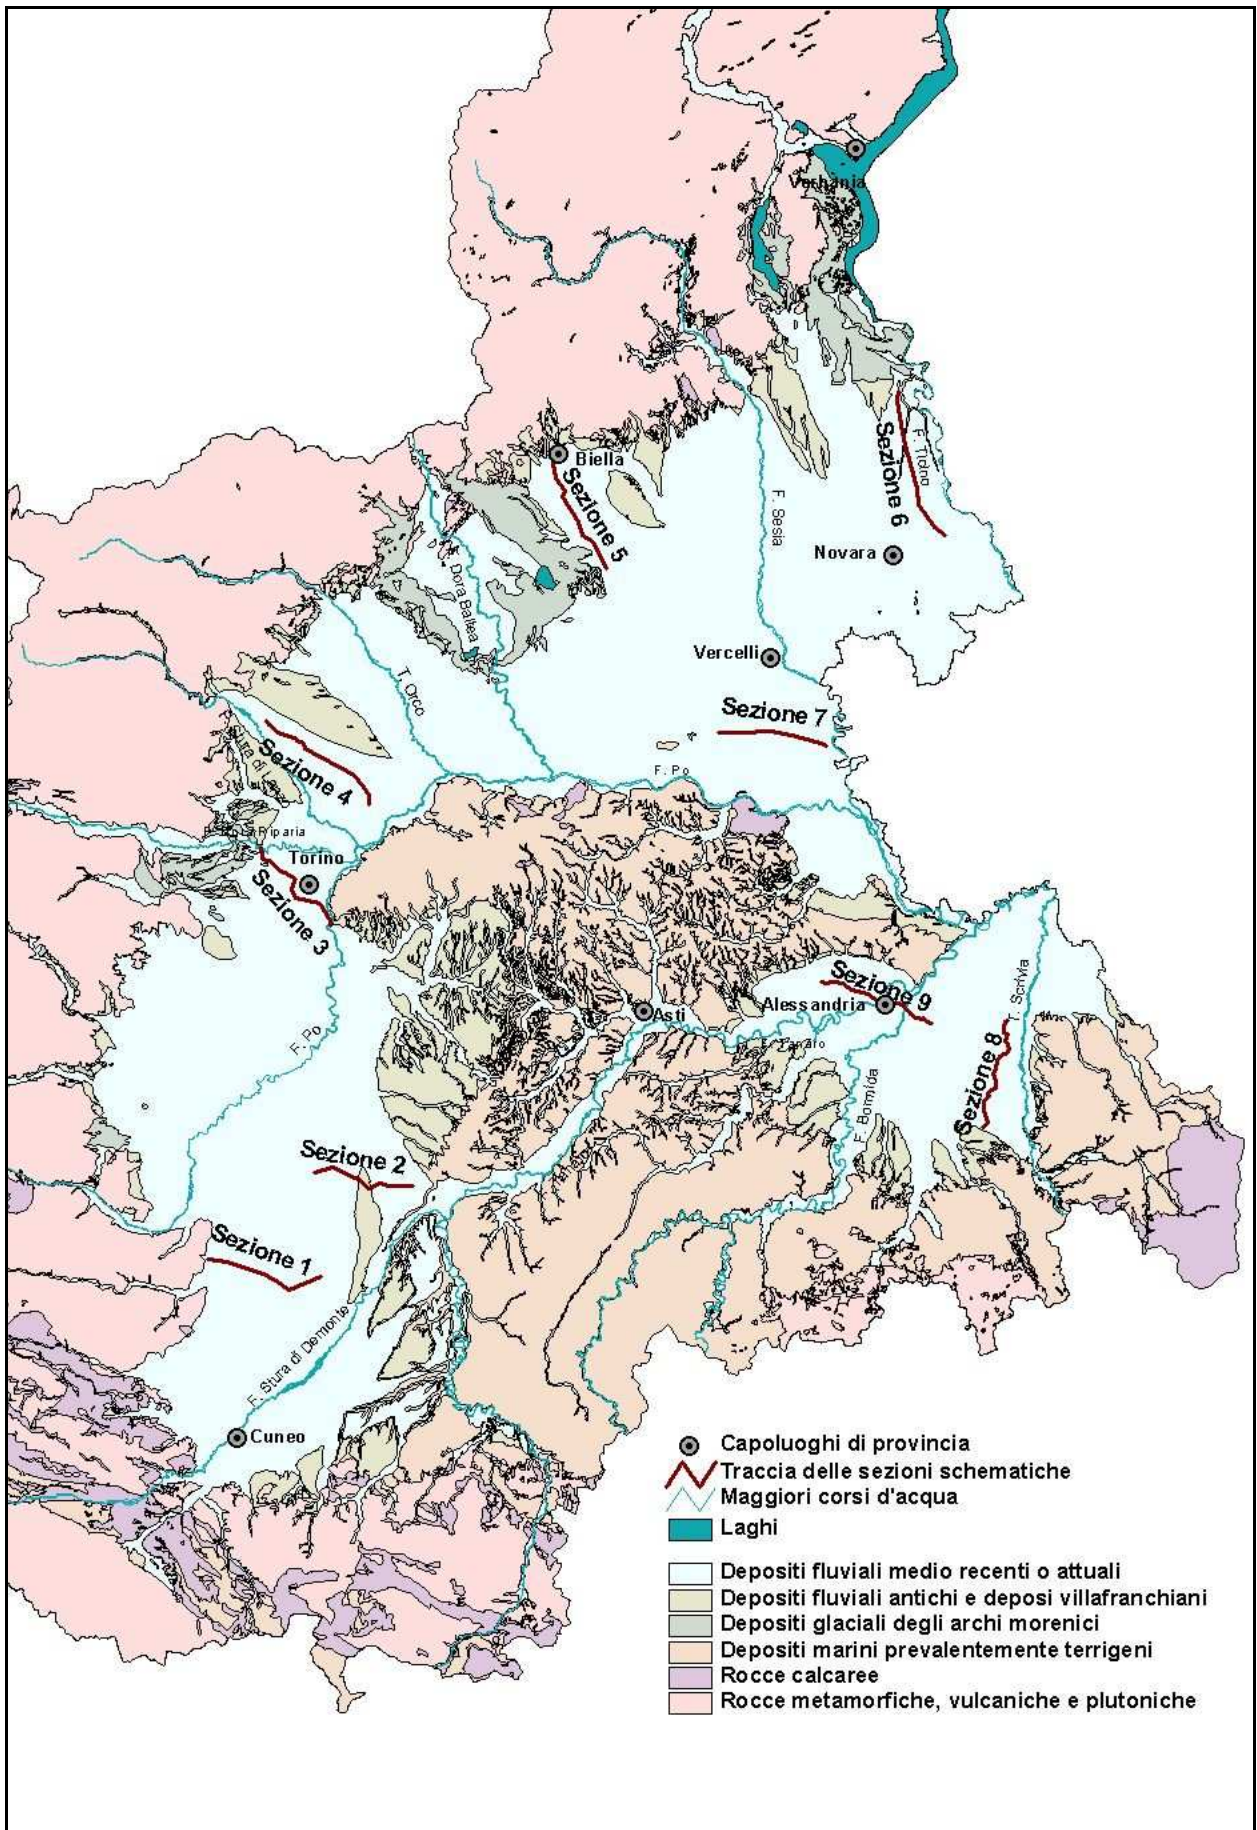 Verbania
Biella
Sezione 5
Sezione 6
F. Ticino
F. Sesia
Novara
F. Dora Baltea
Vercelli
T. Orco
Sezione 7
Sezione 4
F. Po
Riparia
Torino
Sezione 3
Sezione 9
Alessandria
Asti
T. Scrivia
F. Po
F. Tanaro
Sezione 8
F. Bormida
Sezione 2
Sezione 1
F. Stura di Demonte
Cuneo
Capoluoghi di provincia
Traccia delle sezioni schematiche
Maggiori corsi d'acqua
Laghi
Depositi fluviali medio recenti o attuali
Depositi fluviali antichi e deposi villafranchiani
Depositi glaciali degli archi morenici
Depositi marini prevalentemente terrigeni
Rocce calcaree
Rocce metamorfiche, vulcaniche e plutoniche